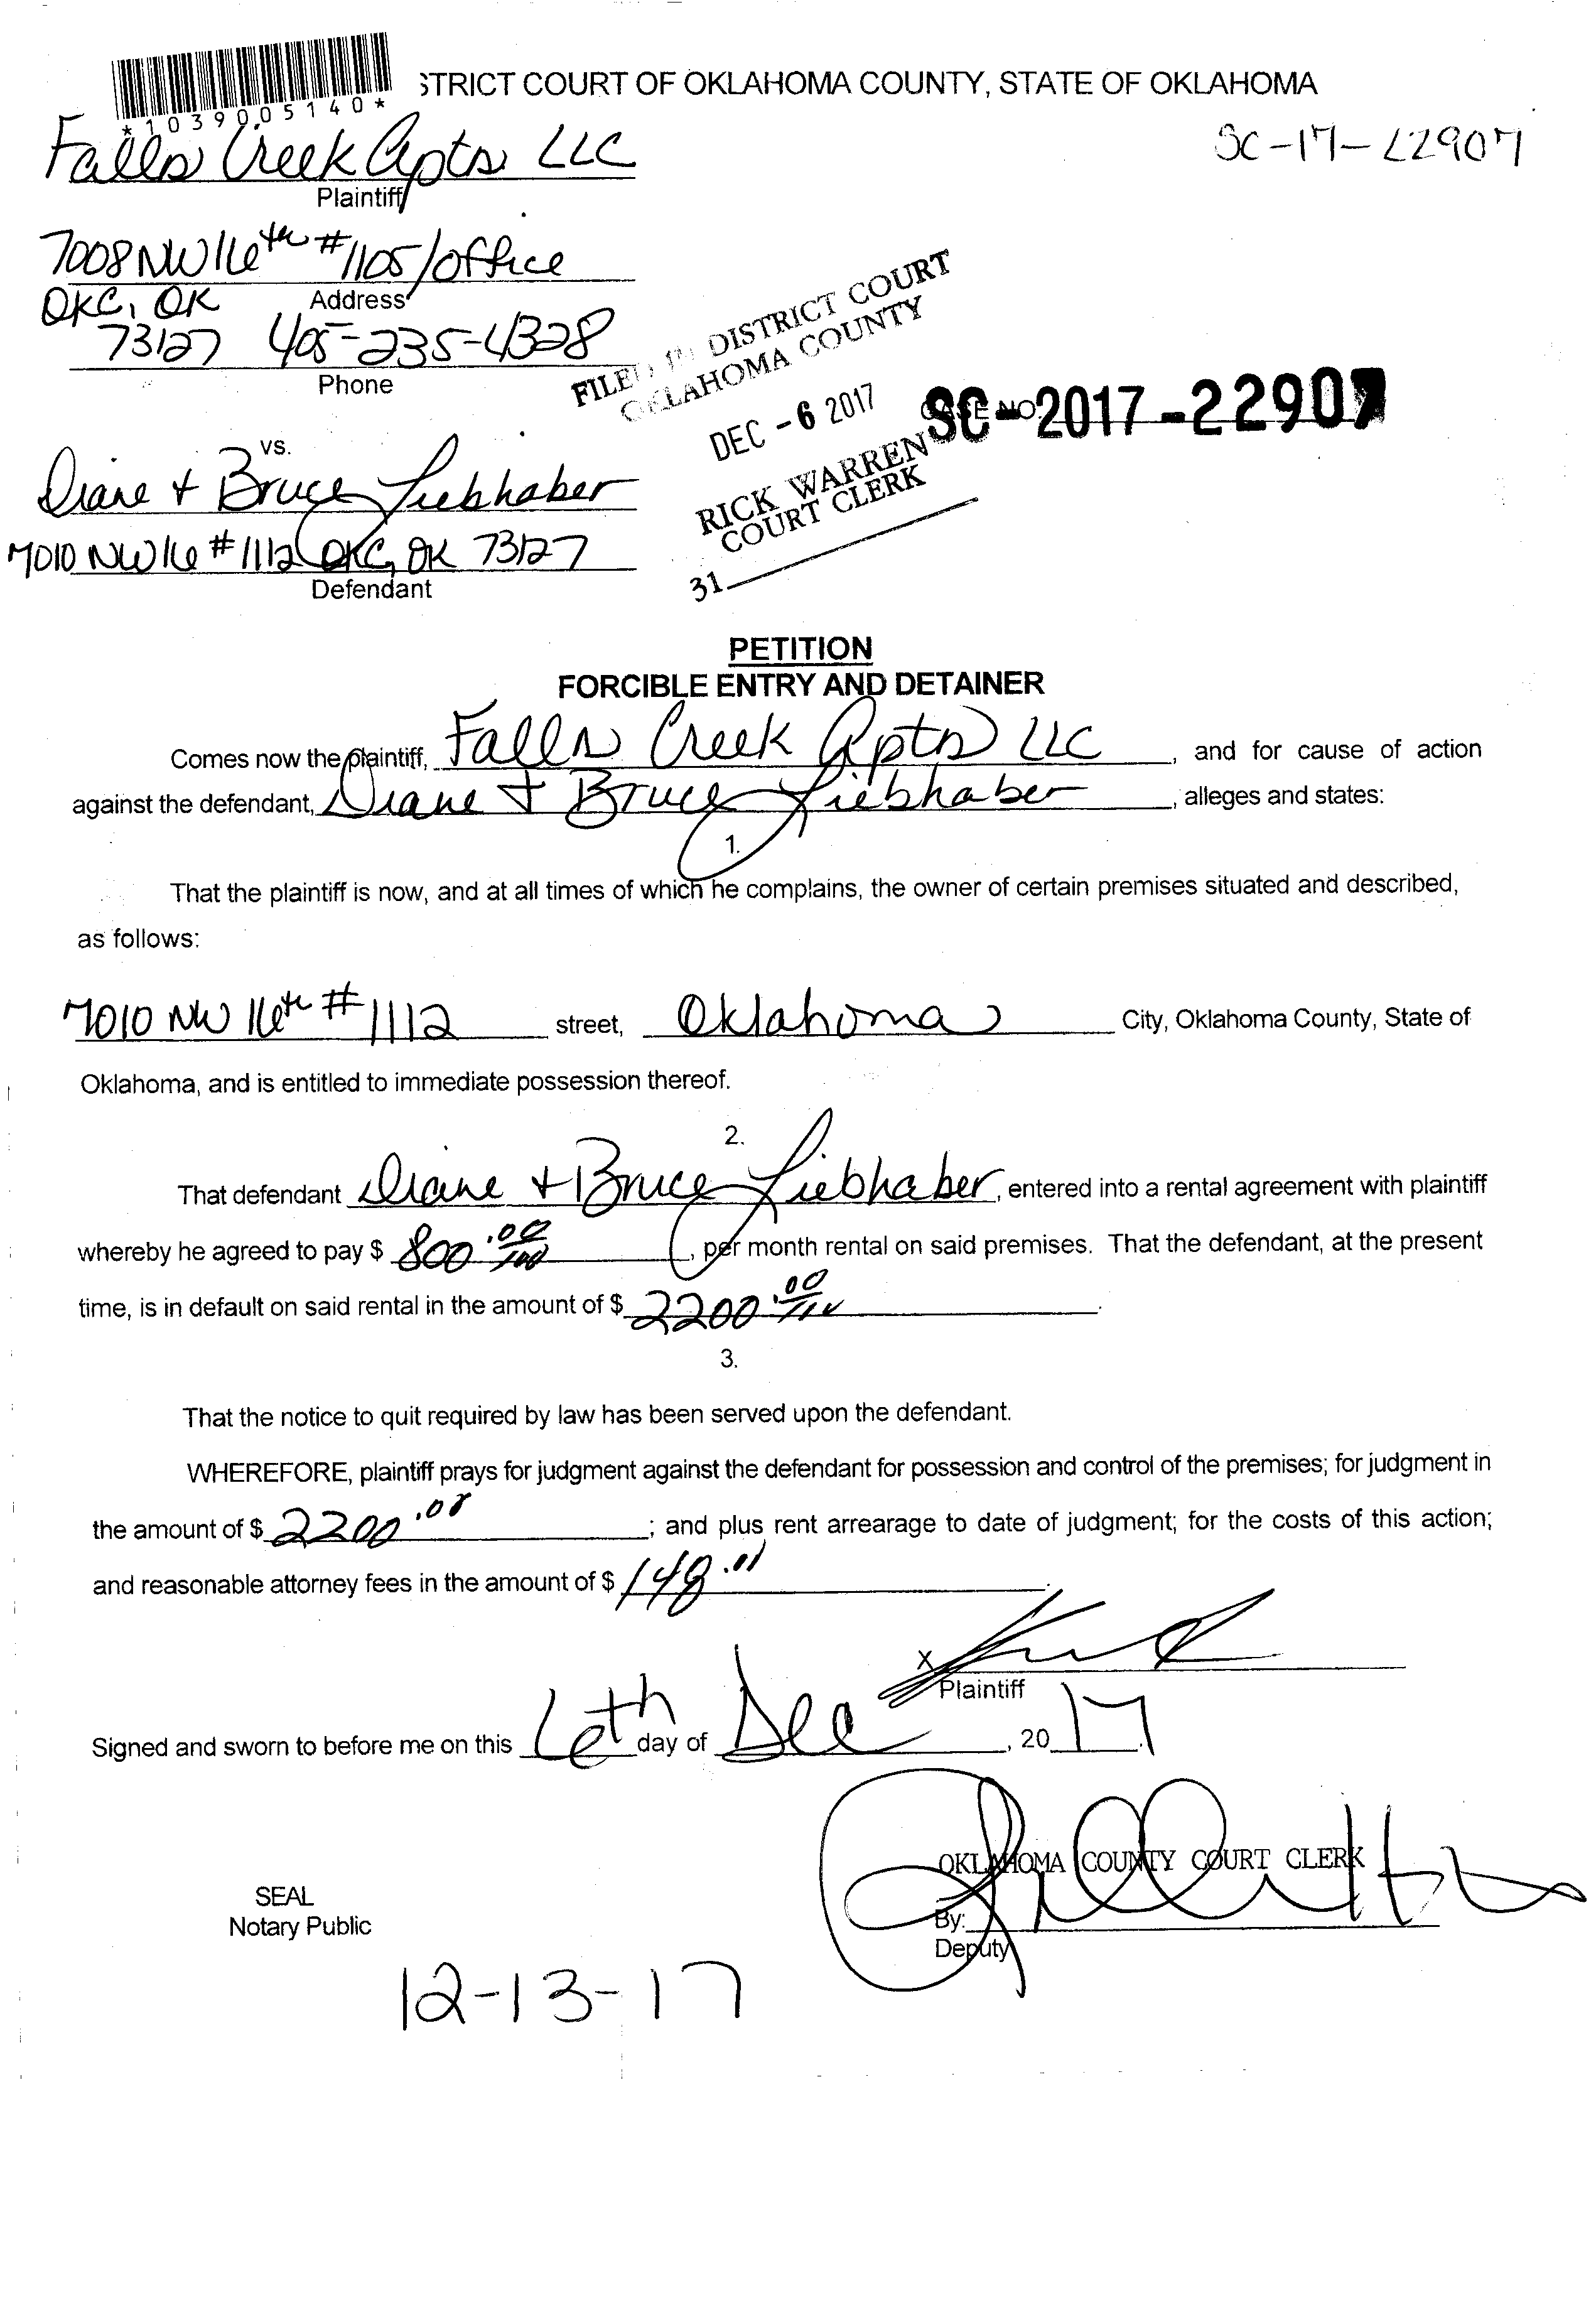 STRICT COURT OF OKLAHOMA COUNTY, STATE OF OKLAHOMA
*1039005140*
SC-17-22907
Falls Creek Apts LLC
Plaintiff
7008 NW 16th #1105/office
Address
OKC, OK
73127 405-235-4328
Phone
FILED IN DISTRICT COURT
OKLAHOMA COUNTY
DEC - 6 2017
RICK WARREN
COURT CLERK
31
CASE NO.
SC-2017-22907
vs.
Diane + Bruce Liebhaber
7010 NW 16 #1112 OKC, OK 73127
Defendant
PETITION
FORCIBLE ENTRY AND DETAINER
Comes now the plaintiff, Falls Creek Apts LLC, and for cause of action
against the defendant, Diane + Bruce Liebhaber, alleges and states:
1.
That the plaintiff is now, and at all times of which he complains, the owner of certain premises situated and described,
as follows:
7010 NW 16th #1112 street, Oklahoma City, Oklahoma County, State of
Oklahoma, and is entitled to immediate possession thereof.
2.
That defendant Diane + Bruce Liebhaber, entered into a rental agreement with plaintiff
whereby he agreed to pay $ 800.00/100, per month rental on said premises. That the defendant, at the present
time, is in default on said rental in the amount of $ 2200.00.
3.
That the notice to quit required by law has been served upon the defendant.
WHEREFORE, plaintiff prays for judgment against the defendant for possession and control of the premises; for judgment in
the amount of $ 2200.00; and plus rent arrearage to date of judgment; for the costs of this action;
and reasonable attorney fees in the amount of $ 148.
X
Plaintiff
Signed and sworn to before me on this 6th day of Dec, 2017.
OKLAHOMA COUNTY COURT CLERK
SEAL
Notary Public
By:
Deputy
12-13-17